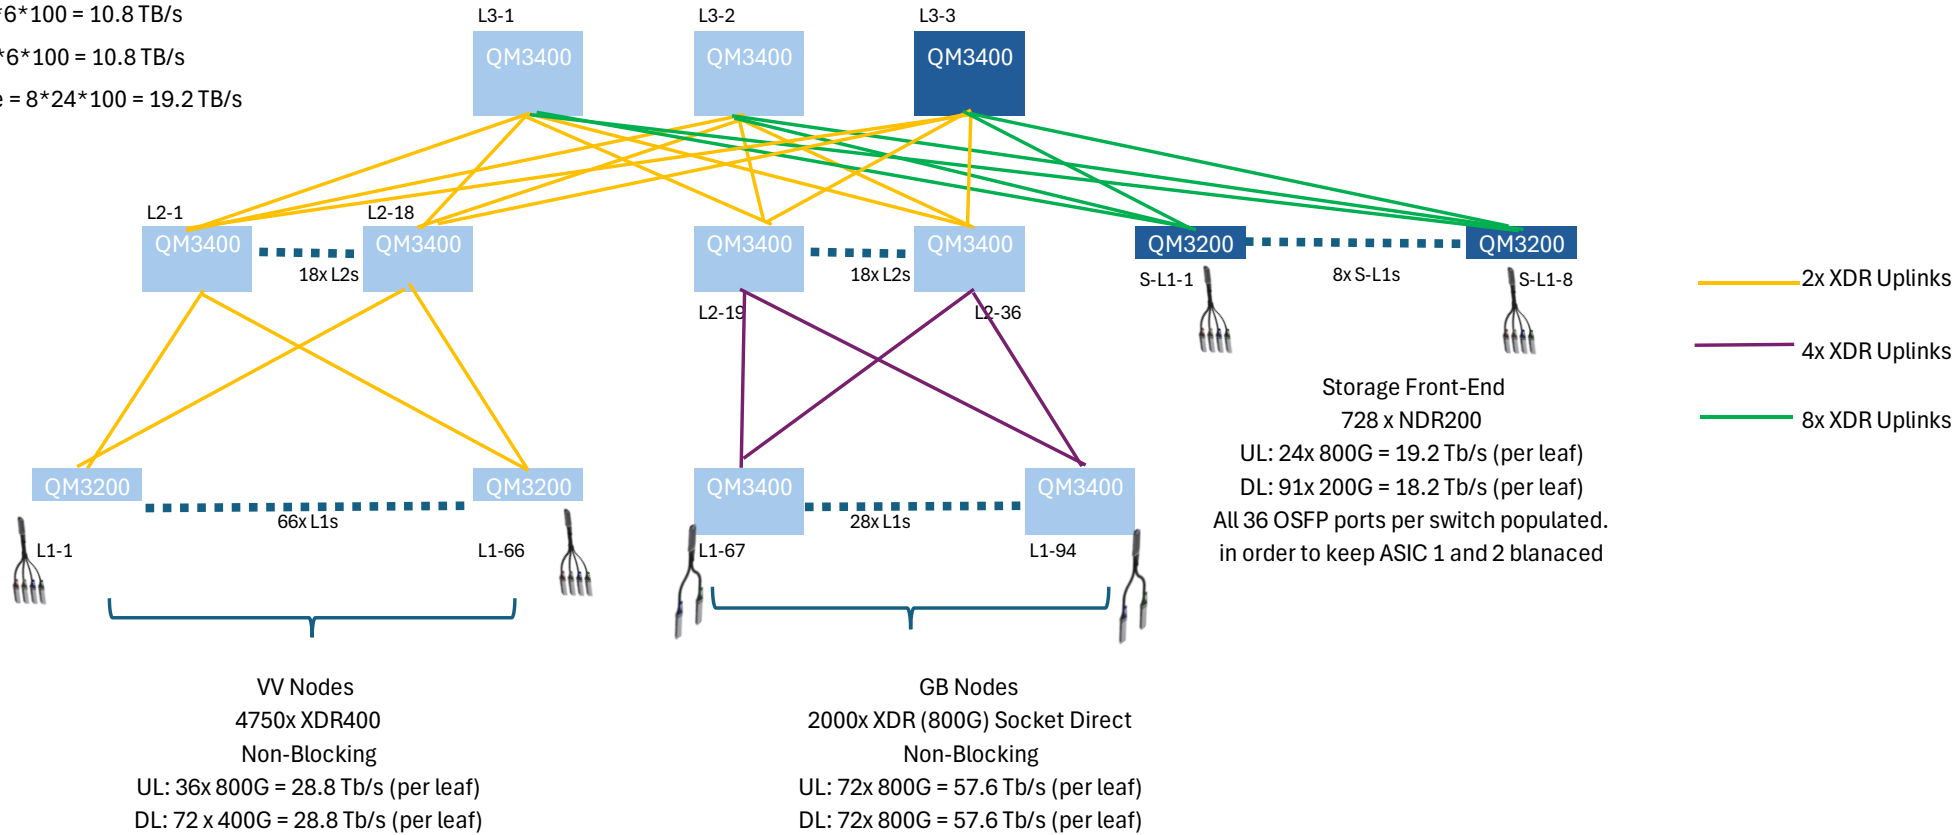 *6*100 = 10.8 TB/s
*6*100 = 10.8 TB/s
e = 8*24*100 = 19.2 TB/s
L3-1
L3-2
L3-3
QM3400
QM3400
QM3400
L2-1
L2-18
QM3400
QM3400
QM3400
QM3400
QM3200
QM3200
18x L2s
18x L2s
S-L1-1
8x S-L1s
S-L1-8
L2-19
L2-36
2x XDR Uplinks
4x XDR Uplinks
8x XDR Uplinks
Storage Front-End
728 x NDR200
UL: 24x 800G = 19.2 Tb/s (per leaf)
DL: 91x 200G = 18.2 Tb/s (per leaf)
All 36 OSFP ports per switch populated.
in order to keep ASIC 1 and 2 blanaced
QM3200
QM3200
QM3400
QM3400
66x L1s
28x L1s
L1-1
L1-66
L1-67
L1-94
VV Nodes
4750x XDR400
Non-Blocking
UL: 36x 800G = 28.8 Tb/s (per leaf)
DL: 72 x 400G = 28.8 Tb/s (per leaf)
GB Nodes
2000x XDR (800G) Socket Direct
Non-Blocking
UL: 72x 800G = 57.6 Tb/s (per leaf)
DL: 72x 800G = 57.6 Tb/s (per leaf)